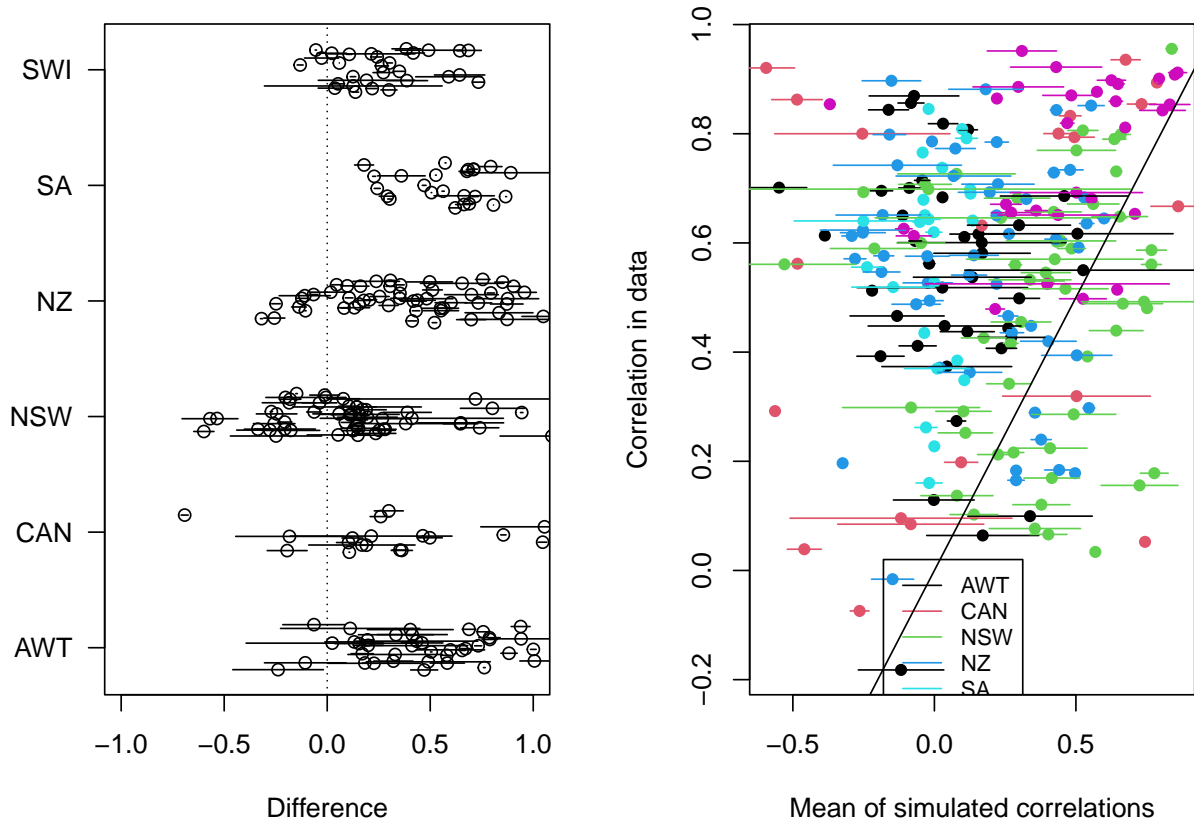 SWI
SA
NZ
NSW
CAN
AWT
−1.0
−0.5
0.0
0.5
1.0
Difference
Correlation in data
1.0
0.8
0.6
0.4
0.2
0.0
−0.2
AWT
CAN
NSW
NZ
SA
−0.5
0.0
0.5
Mean of simulated correlations